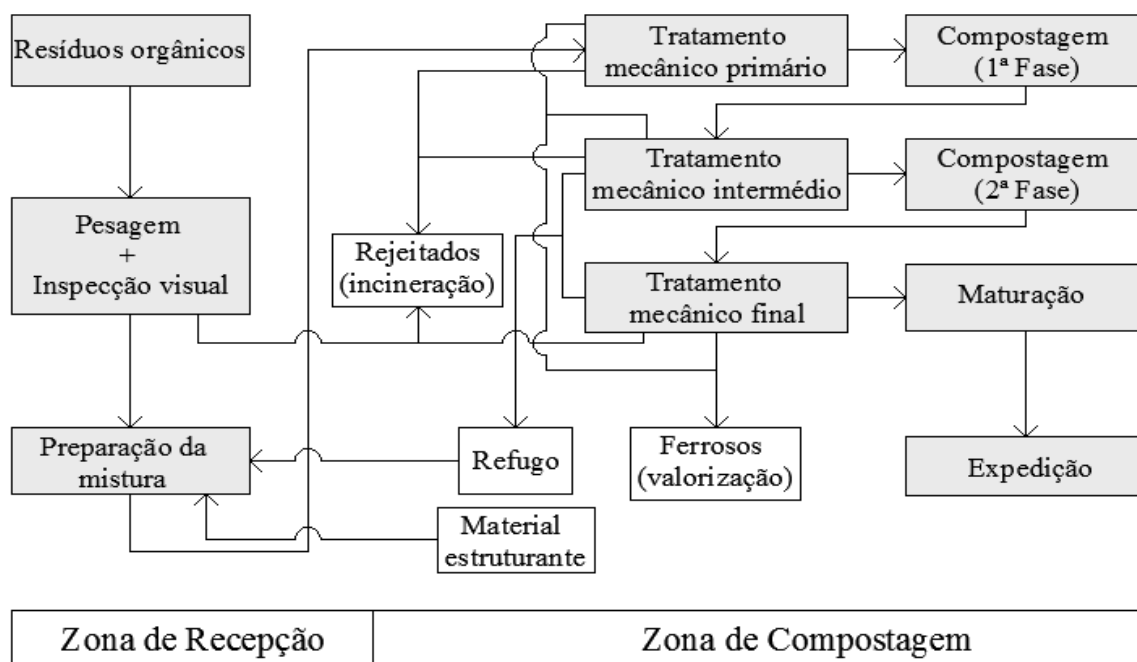 Resíduos orgânicos
Pesagem
+
Inspecção visual
Preparação da
mistura
Rejeitados
(incineração)
Refugo
Material
estruturante
Tratamento
mecânico primário
Tratamento
mecânico intermédio
Tratamento
mecânico final
Ferrosos
(valorização)
Compostagem
(1ª Fase)
Compostagem
(2ª Fase)
Maturação
Expedição
Zona de Recepção
Zona de Compostagem